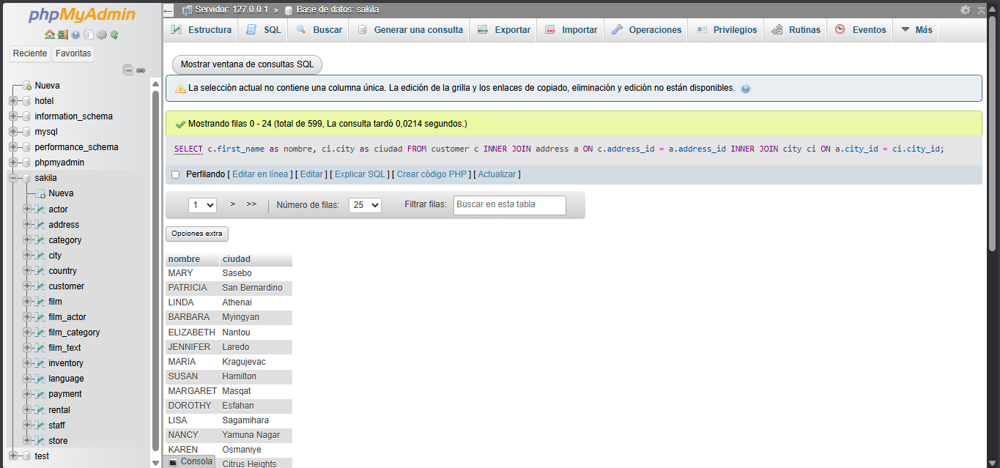 phpMyAdmin
Reciente Favoritas
Nueva
hotel
information_schema
mysql
performance_schema
phpmyadmin
sakila
Nueva
actor
address
category
city
country
customer
film
film_actor
film_category
film_text
inventory
language
payment
rental
staff
store
test
Servidor: 127.0.0.1 » Base de datos: sakila
Estructura SQL Buscar Generar una consulta Exportar Importar Operaciones Privilegios Rutinas Eventos Más
Mostrar ventana de consultas SQL
La selección actual no contiene una columna única. La edición de la grilla y los enlaces de copiado, eliminación y edición no están disponibles.
Mostrando filas 0 - 24 (total de 599, La consulta tardó 0,0214 segundos.)
SELECT c.first_name as nombre, ci.city as ciudad FROM customer c INNER JOIN address a ON c.address_id = a.address_id INNER JOIN city ci ON a.city_id = ci.city_id;
Perfilando [ Editar en línea ] [ Editar ] [ Explicar SQL ] [ Crear código PHP ] [ Actualizar ]
1 > >> | Número de filas: 25 Filtrar filas: Buscar en esta tabla
Opciones extra
nombre ciudad
MARY Sasebo
PATRICIA San Bernardino
LINDA Athenai
BARBARA Myingyan
ELIZABETH Nantou
JENNIFER Laredo
MARIA Kragujevac
SUSAN Hamilton
MARGARET Masqat
DOROTHY Esfahan
LISA Sagamihara
NANCY Yamuna Nagar
KAREN Osmaniye
Consola Citrus Heights